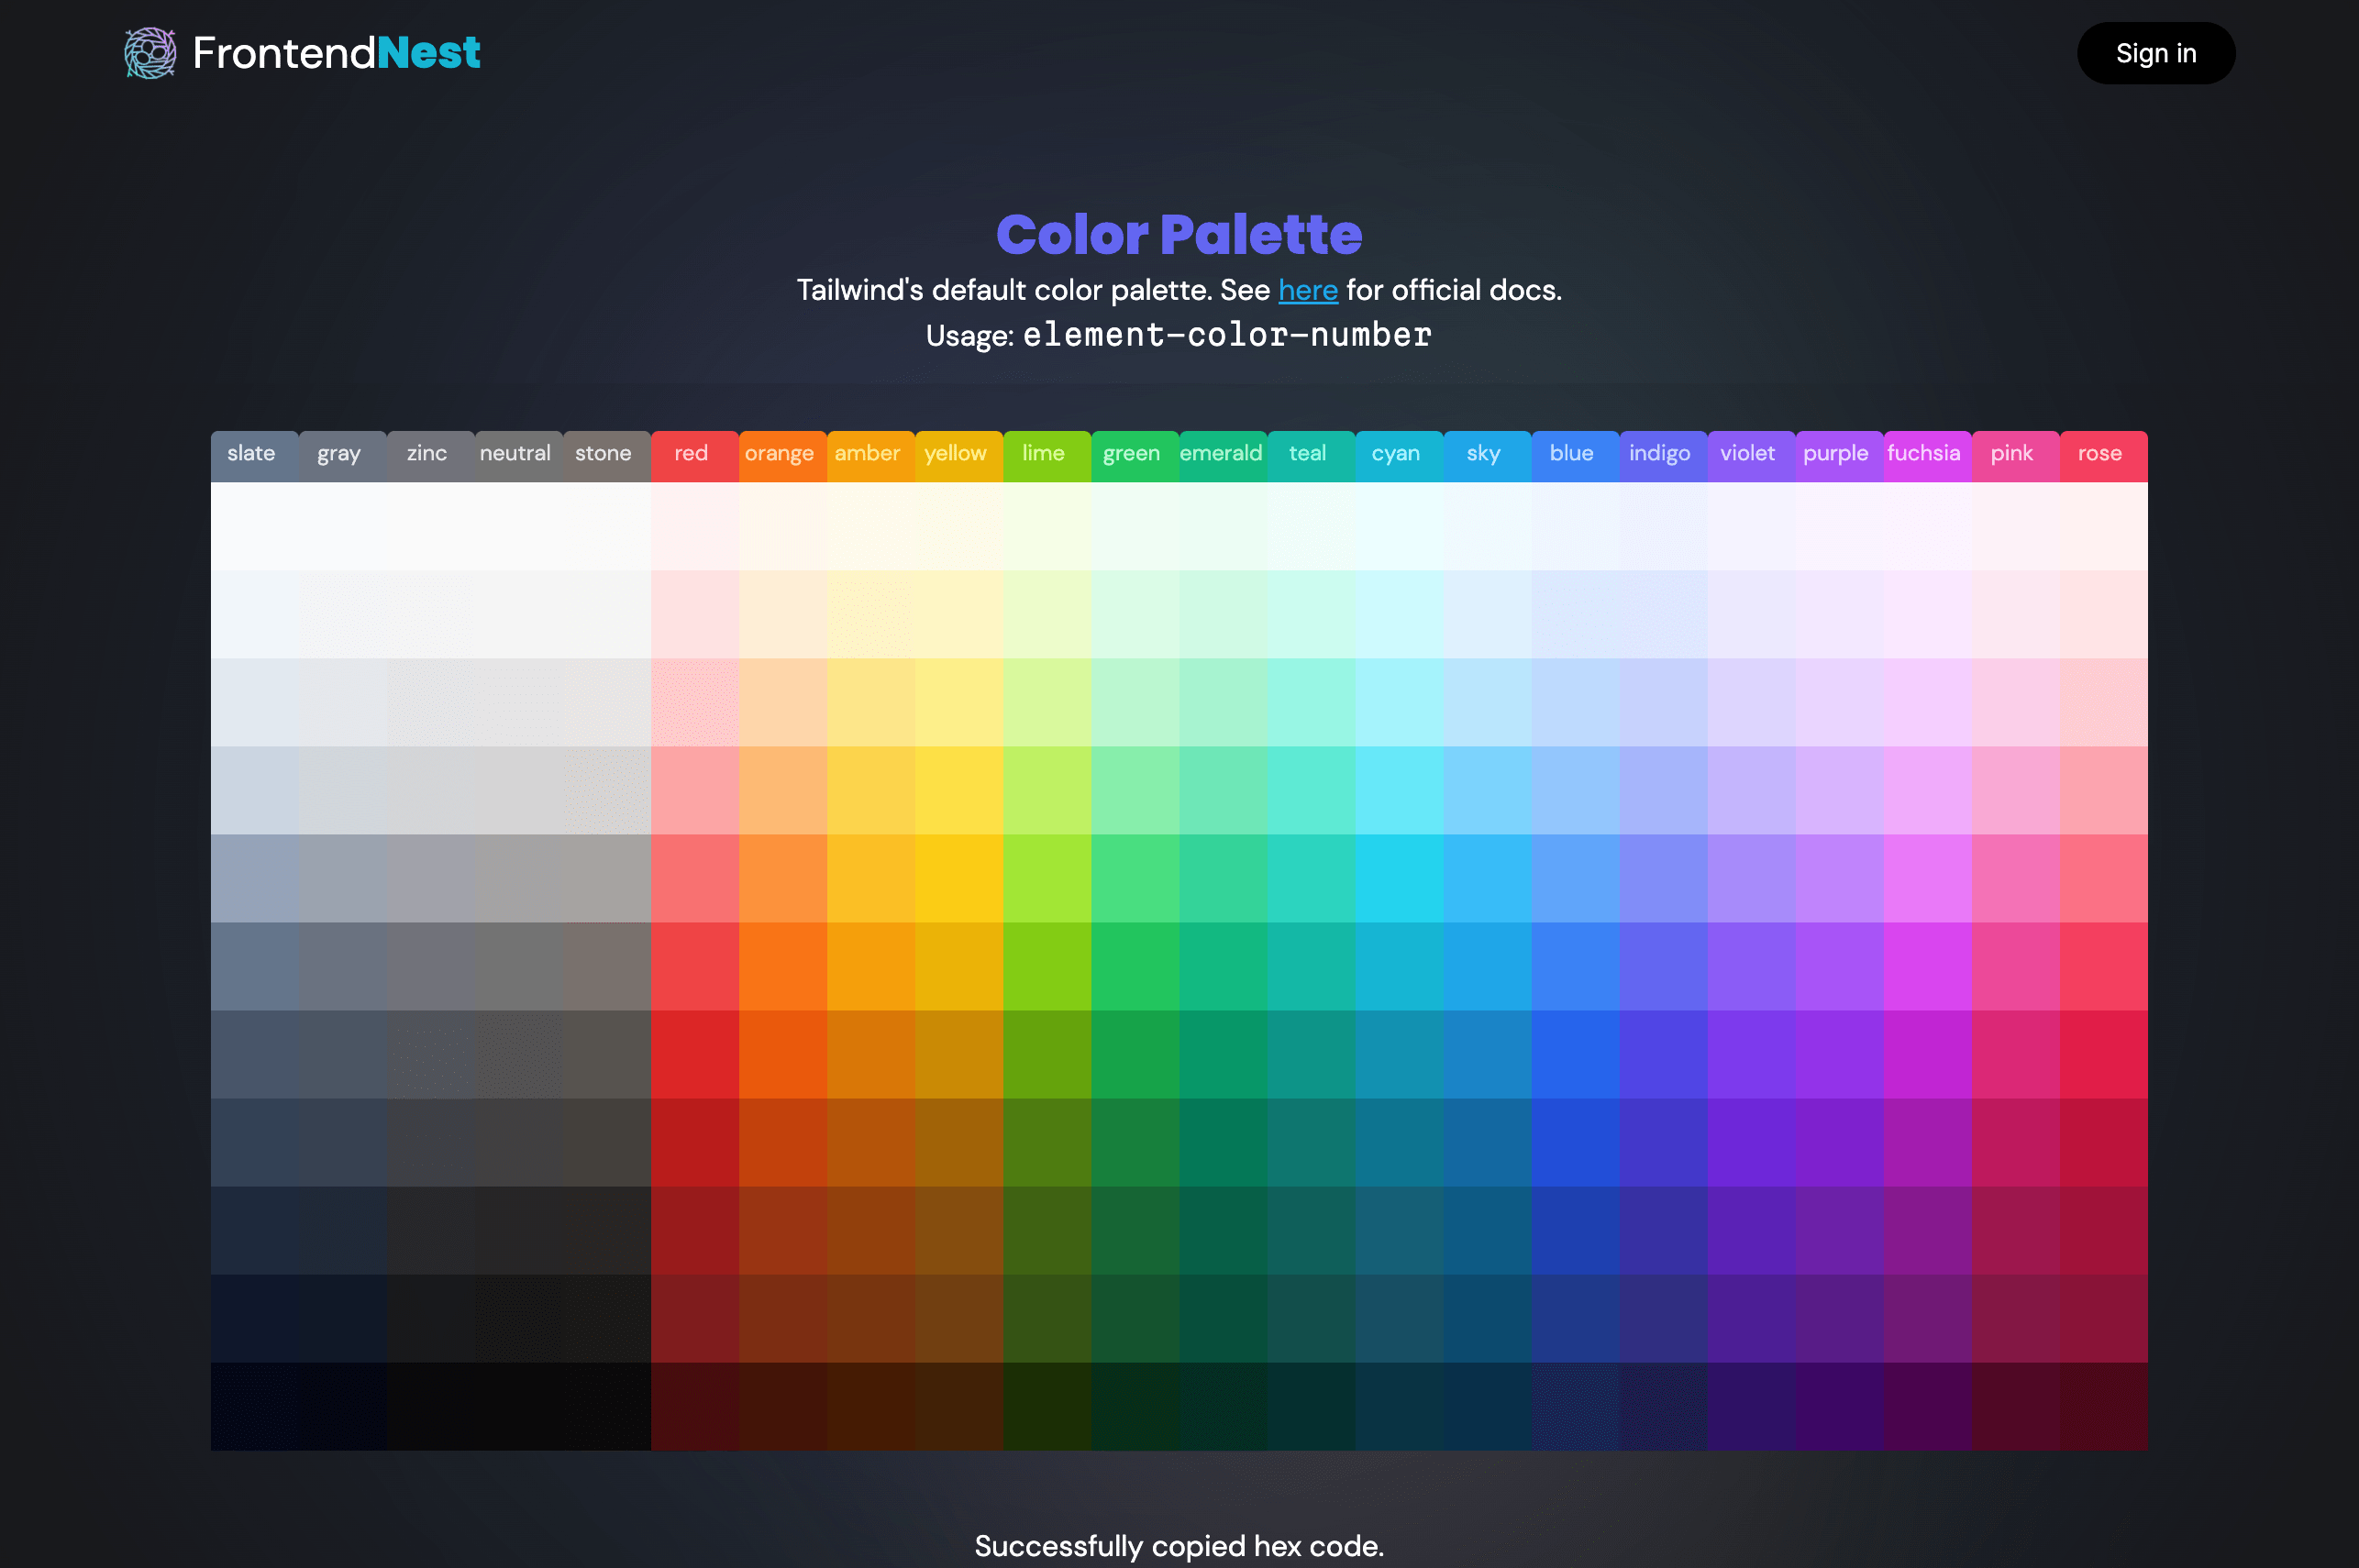 FrontendNest
Sign in
Color Palette
Tailwind's default color palette. See here for official docs.
Usage: element-color-number
slate gray zinc neutral stone red orange amber yellow lime green emerald teal cyan sky blue indigo violet purple fuchsia pink rose
Successfully copied hex code.